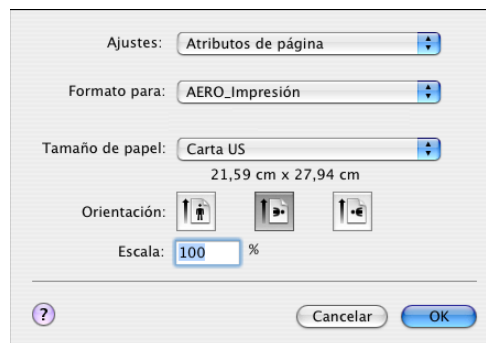 Ajustes: Atributos de página
Formato para: AERO_Impresión
Tamaño de papel: Carta US
21,59 cm x 27,94 cm
Orientación:
Escala: 100 %
? Cancelar OK